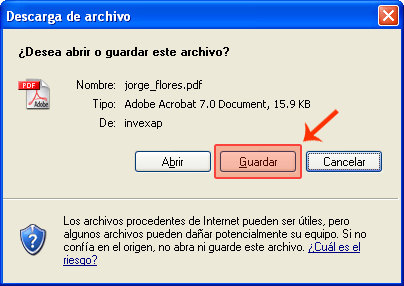 Descarga de archivo
¿Desea abrir o guardar este archivo?
PDF
Adobe
Nombre: jorge_flores.pdf
Tipo: Adobe Acrobat 7.0 Document, 15.9 KB
De: invexap
Abrir Guardar Cancelar
Los archivos procedentes de Internet pueden ser útiles, pero
algunos archivos pueden dañar potencialmente su equipo. Si no
confía en el origen, no abra ni guarde este archivo. ¿Cuál es el
riesgo?